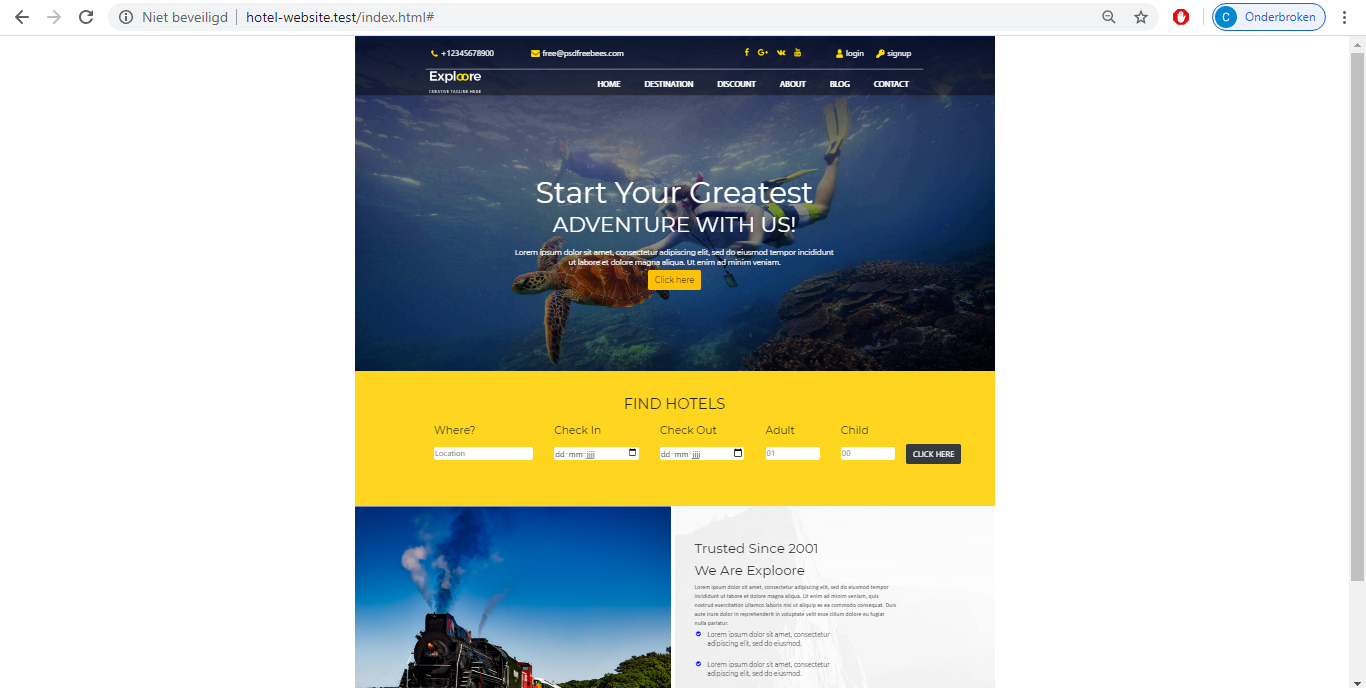 Niet beveiligd | hotel-website.test/index.html#
C Onderbroken
+12345678900 free@psdfreebees.com login signup
Exploore
CREATIVE TAGLINE HERE
HOME DESTINATION DISCOUNT ABOUT BLOG CONTACT
Start Your Greatest
ADVENTURE WITH US!
Lorem ipsum dolor sit amet, consectetur adipiscing elit, sed do eiusmod tempor incididunt
ut labore et dolore magna aliqua. Ut enim ad minim veniam.
Click here
FIND HOTELS
Where? Check In Check Out Adult Child
Location dd-mm-jjjj dd-mm-jjjj 01 00 CLICK HERE
Trusted Since 2001
We Are Exploore
Lorem ipsum dolor sit amet, consectetur adipiscing elit, sed do eiusmod tempor
incididunt ut labore et dolore magna aliqua. Ut enim ad minim veniam, quis
nostrud exercitation ullamco laboris nisi ut aliquip ex ea commodo consequat. Duis
aute irure dolor in reprehenderit in voluptate velit esse cillum dolore eu fugiat
nulla pariatur.
Lorem ipsum dolor sit amet, consectetur
adipiscing elit, sed do eiusmod.
Lorem ipsum dolor sit amet, consectetur
adipiscing elit, sed do eiusmod.